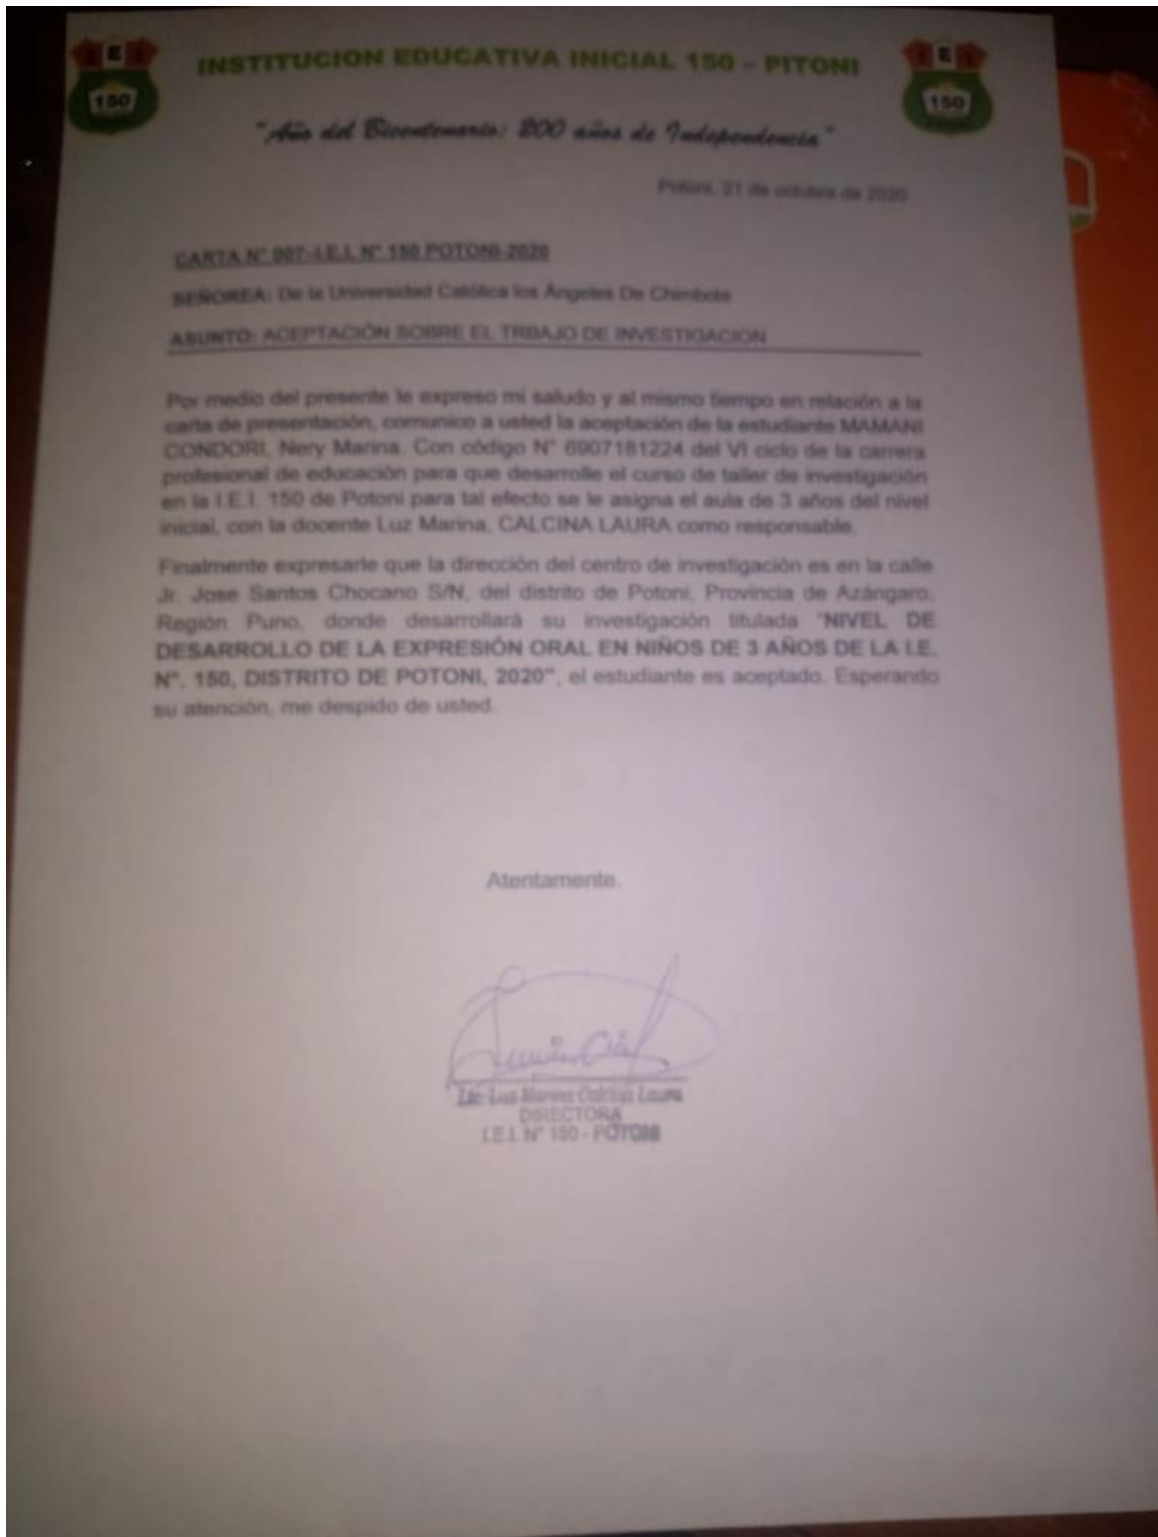 E
150
INSTITUCION EDUCATIVA INICIAL 150 – PITONI
E
150
"Año del Bicentenario: 200 años de Independencia"
Potoni, 21 de octubre de 2020
CARTA N° 007-I.E.I. N° 150 POTONI-2020
SEÑOREA: De la Universidad Católica los Ángeles De Chimbote
ASUNTO: ACEPTACIÓN SOBRE EL TRBAJO DE INVESTIGACION
Por medio del presente le expreso mi saludo y al mismo tiempo en relación a la
carta de presentación, comunico a usted la aceptación de la estudiante MAMANI
CONDORI, Nery Marina. Con código N° 6907181224 del VI ciclo de la carrera
profesional de educación para que desarrolle el curso de taller de investigación
en la I.E.I. 150 de Potoni para tal efecto se le asigna el aula de 3 años del nivel
inicial, con la docente Luz Marina, CALCINA LAURA como responsable.
Finalmente expresarle que la dirección del centro de investigación es en la calle
Jr. Jose Santos Chocano S/N, del distrito de Potoni, Provincia de Azángaro,
Región Puno, donde desarrollará su investigación titulada "NIVEL DE
DESARROLLO DE LA EXPRESIÓN ORAL EN NIÑOS DE 3 AÑOS DE LA I.E.
N°. 150, DISTRITO DE POTONI, 2020", el estudiante es aceptado. Esperando
su atención, me despido de usted.
Atentamente.
Lic. Luz Marina Calcina Laura
DIRECTORA
I.E.I. N° 150 - POTONI